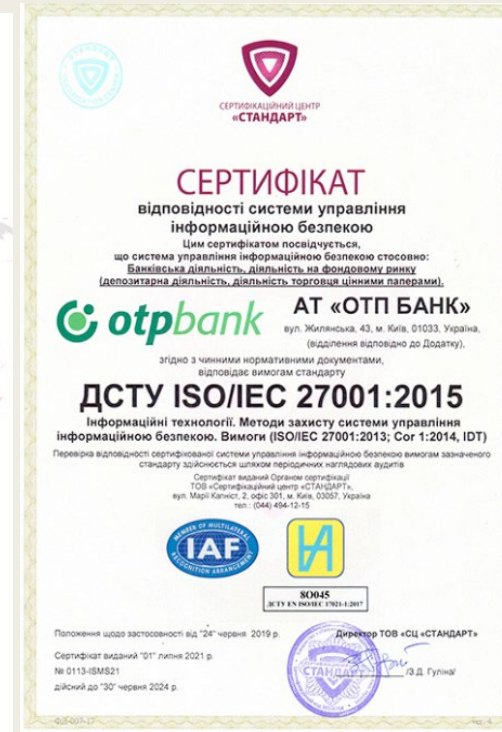 СЕРТИФІКАЦІЙНИЙ ЦЕНТР
«СТАНДАРТ»
СЕРТИФІКАТ
відповідності системи управління
інформаційною безпекою
Цим сертифікатом посвідчується,
що система управління інформаційною безпекою стосовно:
Банківська діяльність, діяльність на фондовому ринку
(депозитарна діяльність, діяльність торговця цінними паперами).
otpbank
АТ «ОТП БАНК»
вул. Жилянська, 43, м. Київ, 01033, Україна,
(відділення відповідно до Додатку),
згідно з чинними нормативними документами,
відповідає вимогам стандарту
ДСТУ ISO/IEC 27001:2015
Інформаційні технології. Методи захисту системи управління
інформаційною безпекою. Вимоги (ISO/IEC 27001:2013; Cor 1:2014, IDT)
Перевірка відповідності сертифікованої системи управління інформаційною безпекою вимогам зазначеного
стандарту здійснюється шляхом періодичних наглядових аудитів
Сертифікат виданий Органом сертифікації
ТОВ «Сертифікаційний центр «СТАНДАРТ»,
вул. Марії Капніст, 2, офіс 301, м. Київ, 03057, Україна
тел.: (044) 494-12-15
MEMBER OF MULTILATERAL
IAF
RECOGNITION ARRANGEMENT
8O045
ДСТУ EN ISO/IEC 17021-1:2017
Положення щодо застосовності від "24" червня 2019 р.
Директор ТОВ «СЦ «СТАНДАРТ»
Сертифікат виданий "01" липня 2021 р.
№ 0113-ISMS21
СТАНДАРТ
/З.Д. Гуліна/
дійсний до "30" червня 2024 р.